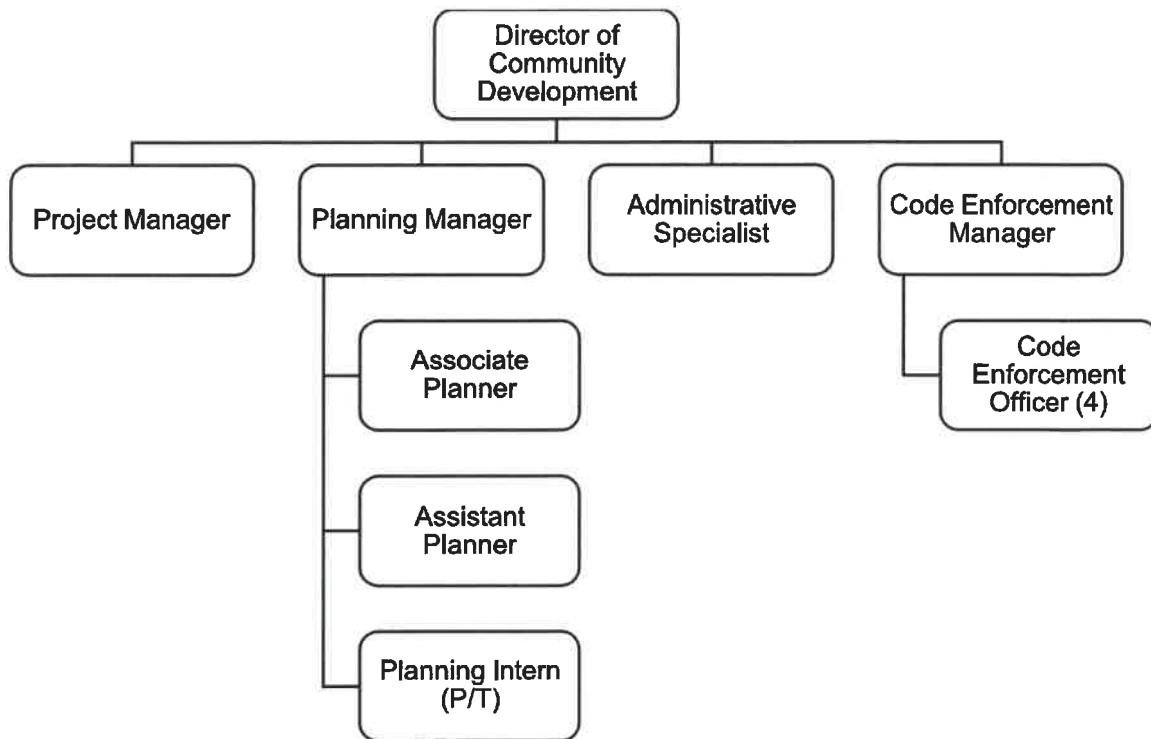 Director of
Community
Development
Project Manager
Planning Manager
Administrative
Specialist
Code Enforcement
Manager
Associate
Planner
Code
Enforcement
Officer (4)
Assistant
Planner
Planning Intern
(P/T)